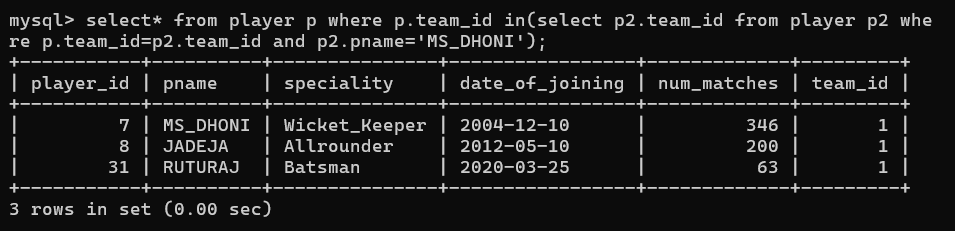 mysql> select* from player p where p.team_id in(select p2.team_id from player p2 whe
re p.team_id=p2.team_id and p2.pname='MS_DHONI');
+-----------+----------+---------------+-----------------+-------------+---------+
| player_id | pname    | speciality    | date_of_joining | num_matches | team_id |
+-----------+----------+---------------+-----------------+-------------+---------+
|         7 | MS_DHONI | Wicket_Keeper | 2004-12-10      |         346 |       1 |
|         8 | JADEJA   | Allrounder    | 2012-05-10      |         200 |       1 |
|        31 | RUTURAJ  | Batsman       | 2020-03-25      |          63 |       1 |
+-----------+----------+---------------+-----------------+-------------+---------+
3 rows in set (0.00 sec)